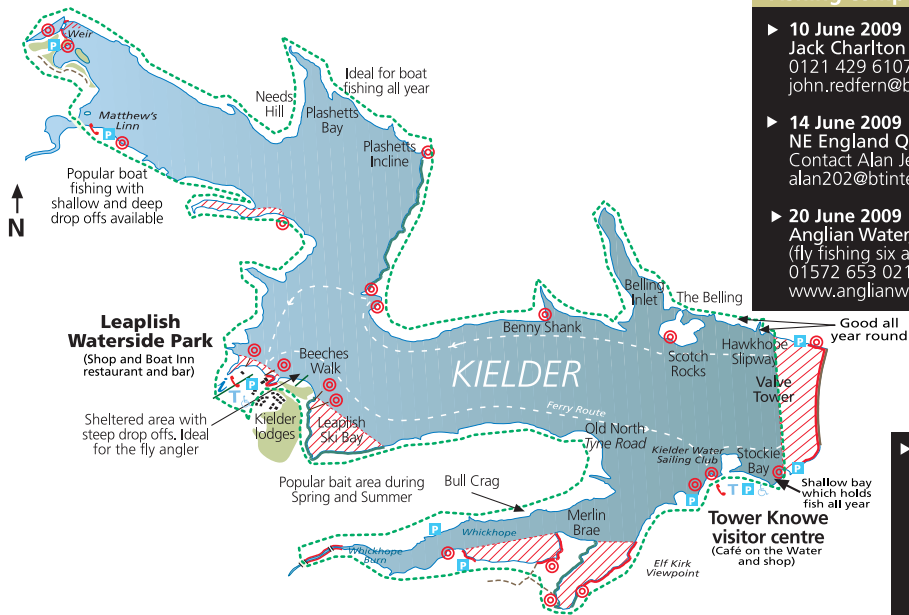 Weir
P
Matthew's
Linn
P
Popular boat
fishing with
shallow and deep
drop offs available
N
Needs
Hill
Plashetts
Bay
Ideal for boat
fishing all year
Plashetts
Incline
Leaplish
Waterside Park
(Shop and Boat Inn
restaurant and bar)
P
T
Beeches
Walk
Sheltered area with
steep drop offs. Ideal
for the fly angler
Kielder
lodges
Leaplish
Ski Bay
KIELDER
Ferry Route
Benny Shank
Belling
Inlet
The Belling
Scotch
Rocks
Hawkhope
Slipway
P
Good all
year round
Valve
Tower
Old North
Tyne Road
Kielder Water
Sailing Club
Stockie
Bay
P
Shallow bay
which holds
fish all year
P
T P
Tower Knowe
visitor centre
(Café on the Water
and shop)
Popular bait area during
Spring and Summer
Bull Crag
P
Whickhope
Merlin
Brae
Whickhope
Burn
P
Elf Kirk
Viewpoint
10 June 2009
Jack Charlton
0121 429 6107
john.redfern@b
14 June 2009
NE England Q
Contact Alan Je
alan202@btinte
20 June 2009
Anglian Water
(fly fishing six a
01572 653 021
www.anglianw